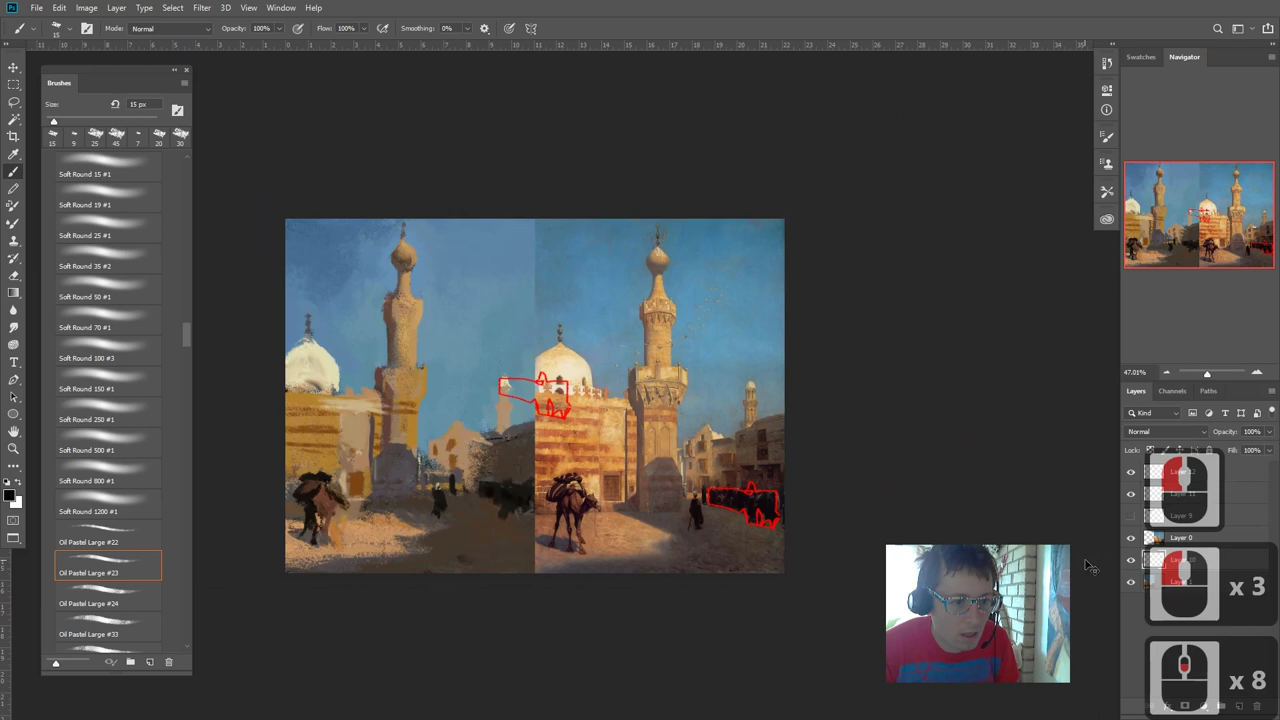 File Edit Image Layer Type Select Filter 3D View Window Help
15 Mode: Normal Opacity: 100% Flow: 100% Smoothing: 0%
Brushes
Size: 15 px
15 9 25 45 7 20 30
Soft Round 15 #1
Soft Round 19 #1
Soft Round 25 #1
Soft Round 35 #2
Soft Round 50 #1
Soft Round 70 #1
Soft Round 100 #3
Soft Round 150 #1
Soft Round 250 #1
Soft Round 500 #1
Soft Round 800 #1
Soft Round 1200 #1
Oil Pastel Large #22
Oil Pastel Large #23
Oil Pastel Large #24
Oil Pastel Large #33
Swatches Navigator
47.01%
Layers Channels Paths
Kind
Normal Opacity: 100%
Lock: Fill: 100%
Layer 0
x 3
x 8